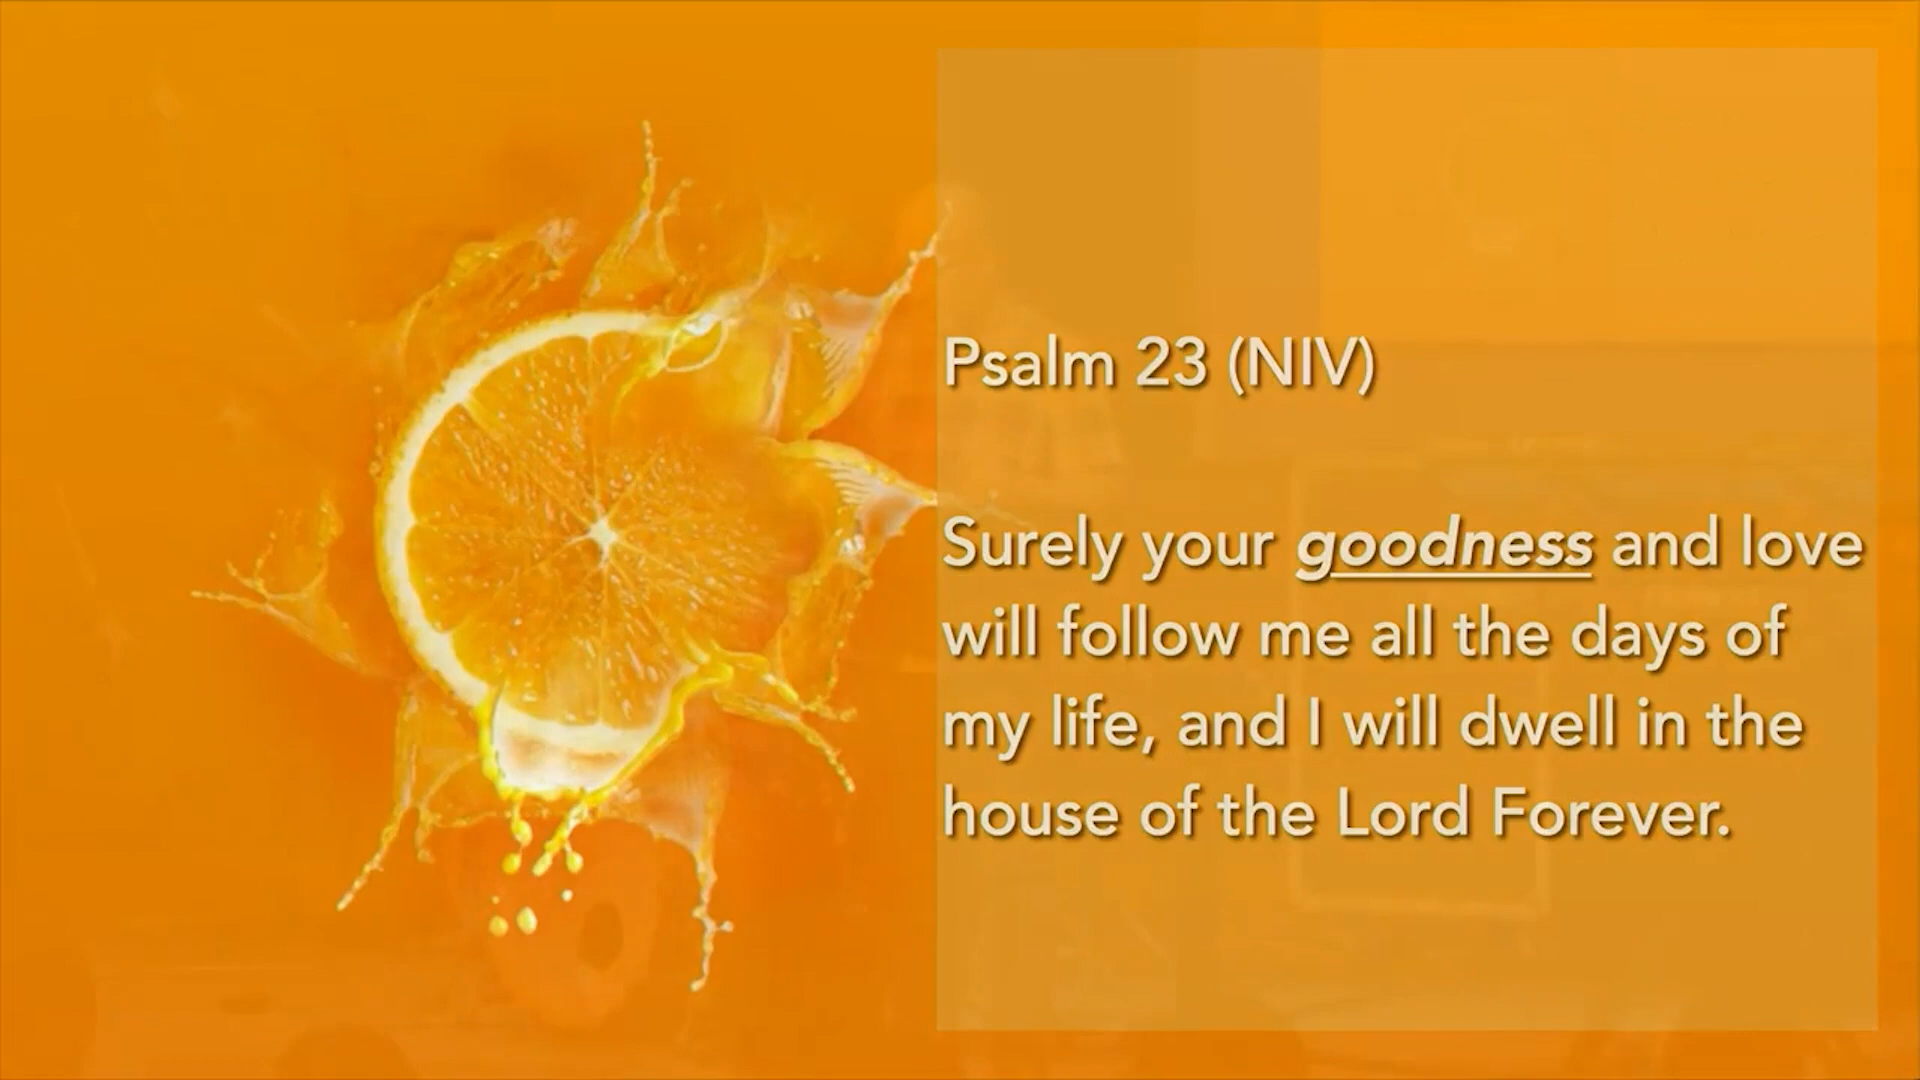 Psalm 23 (NIV)
Surely your goodness and love
will follow me all the days of
my life, and I will dwell in the
house of the Lord Forever.